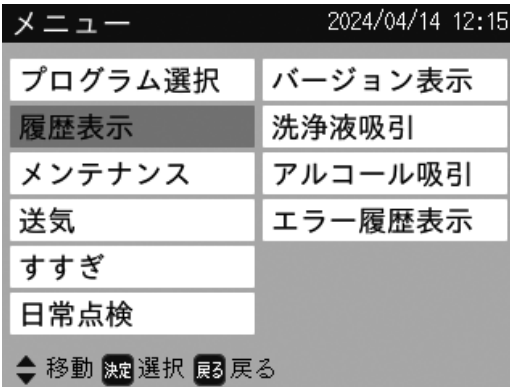 メニュー 2024/04/14 12:15
プログラム選択
履歴表示
メンテナンス
送気
すすぎ
日常点検
バージョン表示
洗浄液吸引
アルコール吸引
エラー履歴表示
移動 決定 選択 戻る 戻る